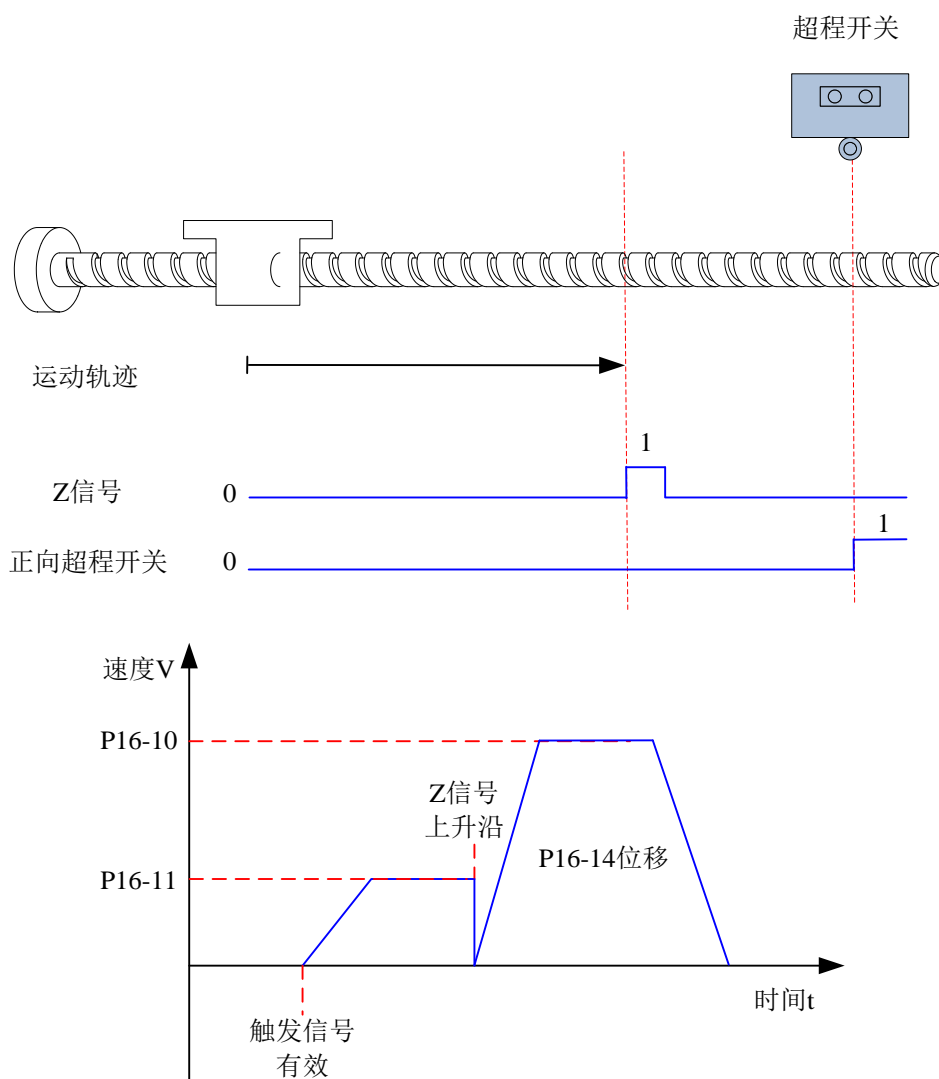 超程开关
运动轨迹
1
Z信号
0
1
正向超程开关
0
速度V
P16-10
Z信号
上升沿
P16-14位移
P16-11
时间t
触发信号
有效